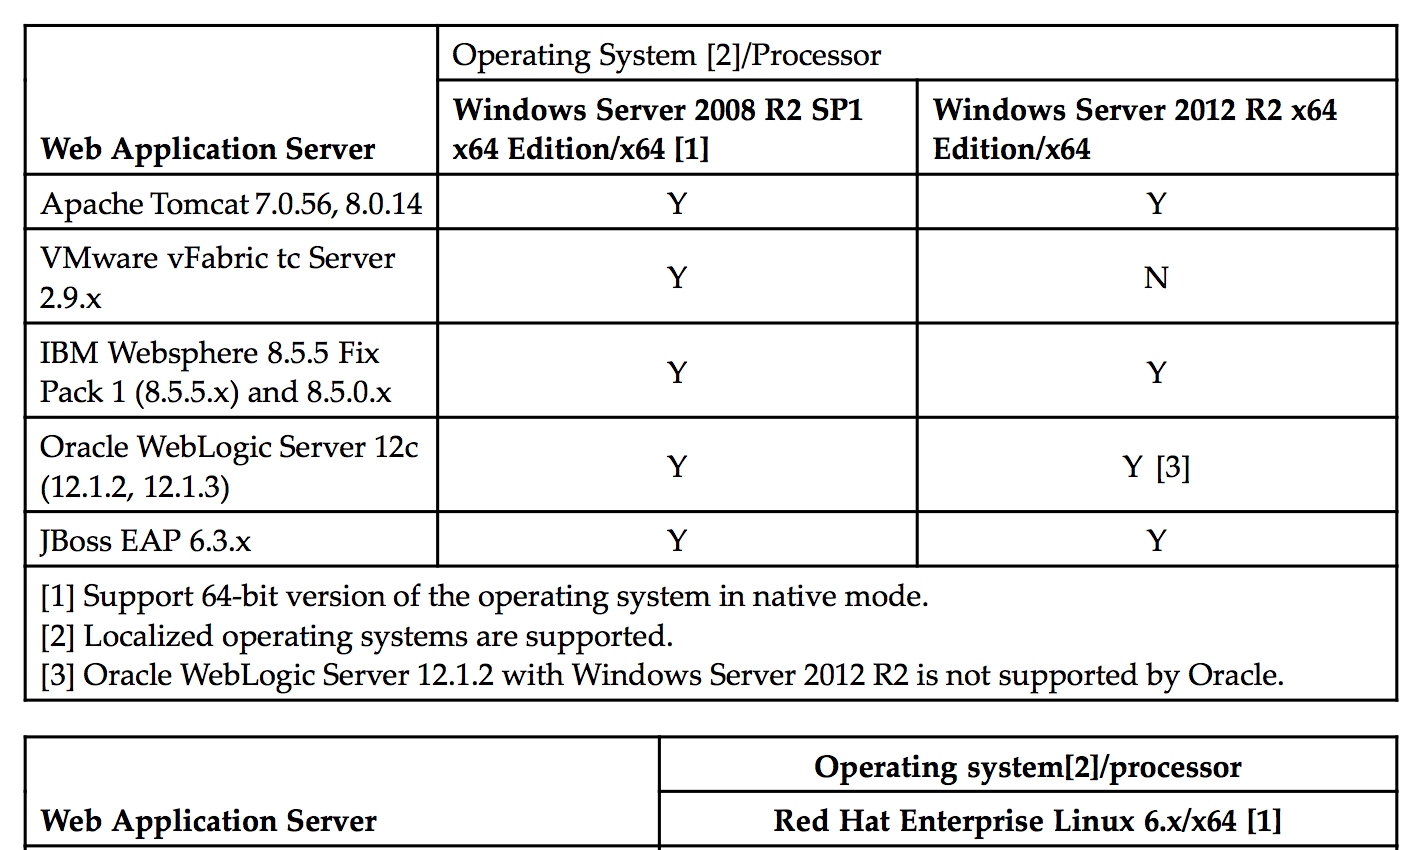 Operating System [2]/Processor
Web Application Server
Windows Server 2008 R2 SP1
x64 Edition/x64 [1]
Windows Server 2012 R2 x64
Edition/x64
Apache Tomcat 7.0.56, 8.0.14
Y
Y
VMware vFabric tc Server
2.9.x
Y
N
IBM Websphere 8.5.5 Fix
Pack 1 (8.5.5.x) and 8.5.0.x
Y
Y
Oracle WebLogic Server 12c
(12.1.2, 12.1.3)
Y
Y [3]
JBoss EAP 6.3.x
Y
Y
[1] Support 64-bit version of the operating system in native mode.
[2] Localized operating systems are supported.
[3] Oracle WebLogic Server 12.1.2 with Windows Server 2012 R2 is not supported by Oracle.
Operating system[2]/processor
Web Application Server
Red Hat Enterprise Linux 6.x/x64 [1]